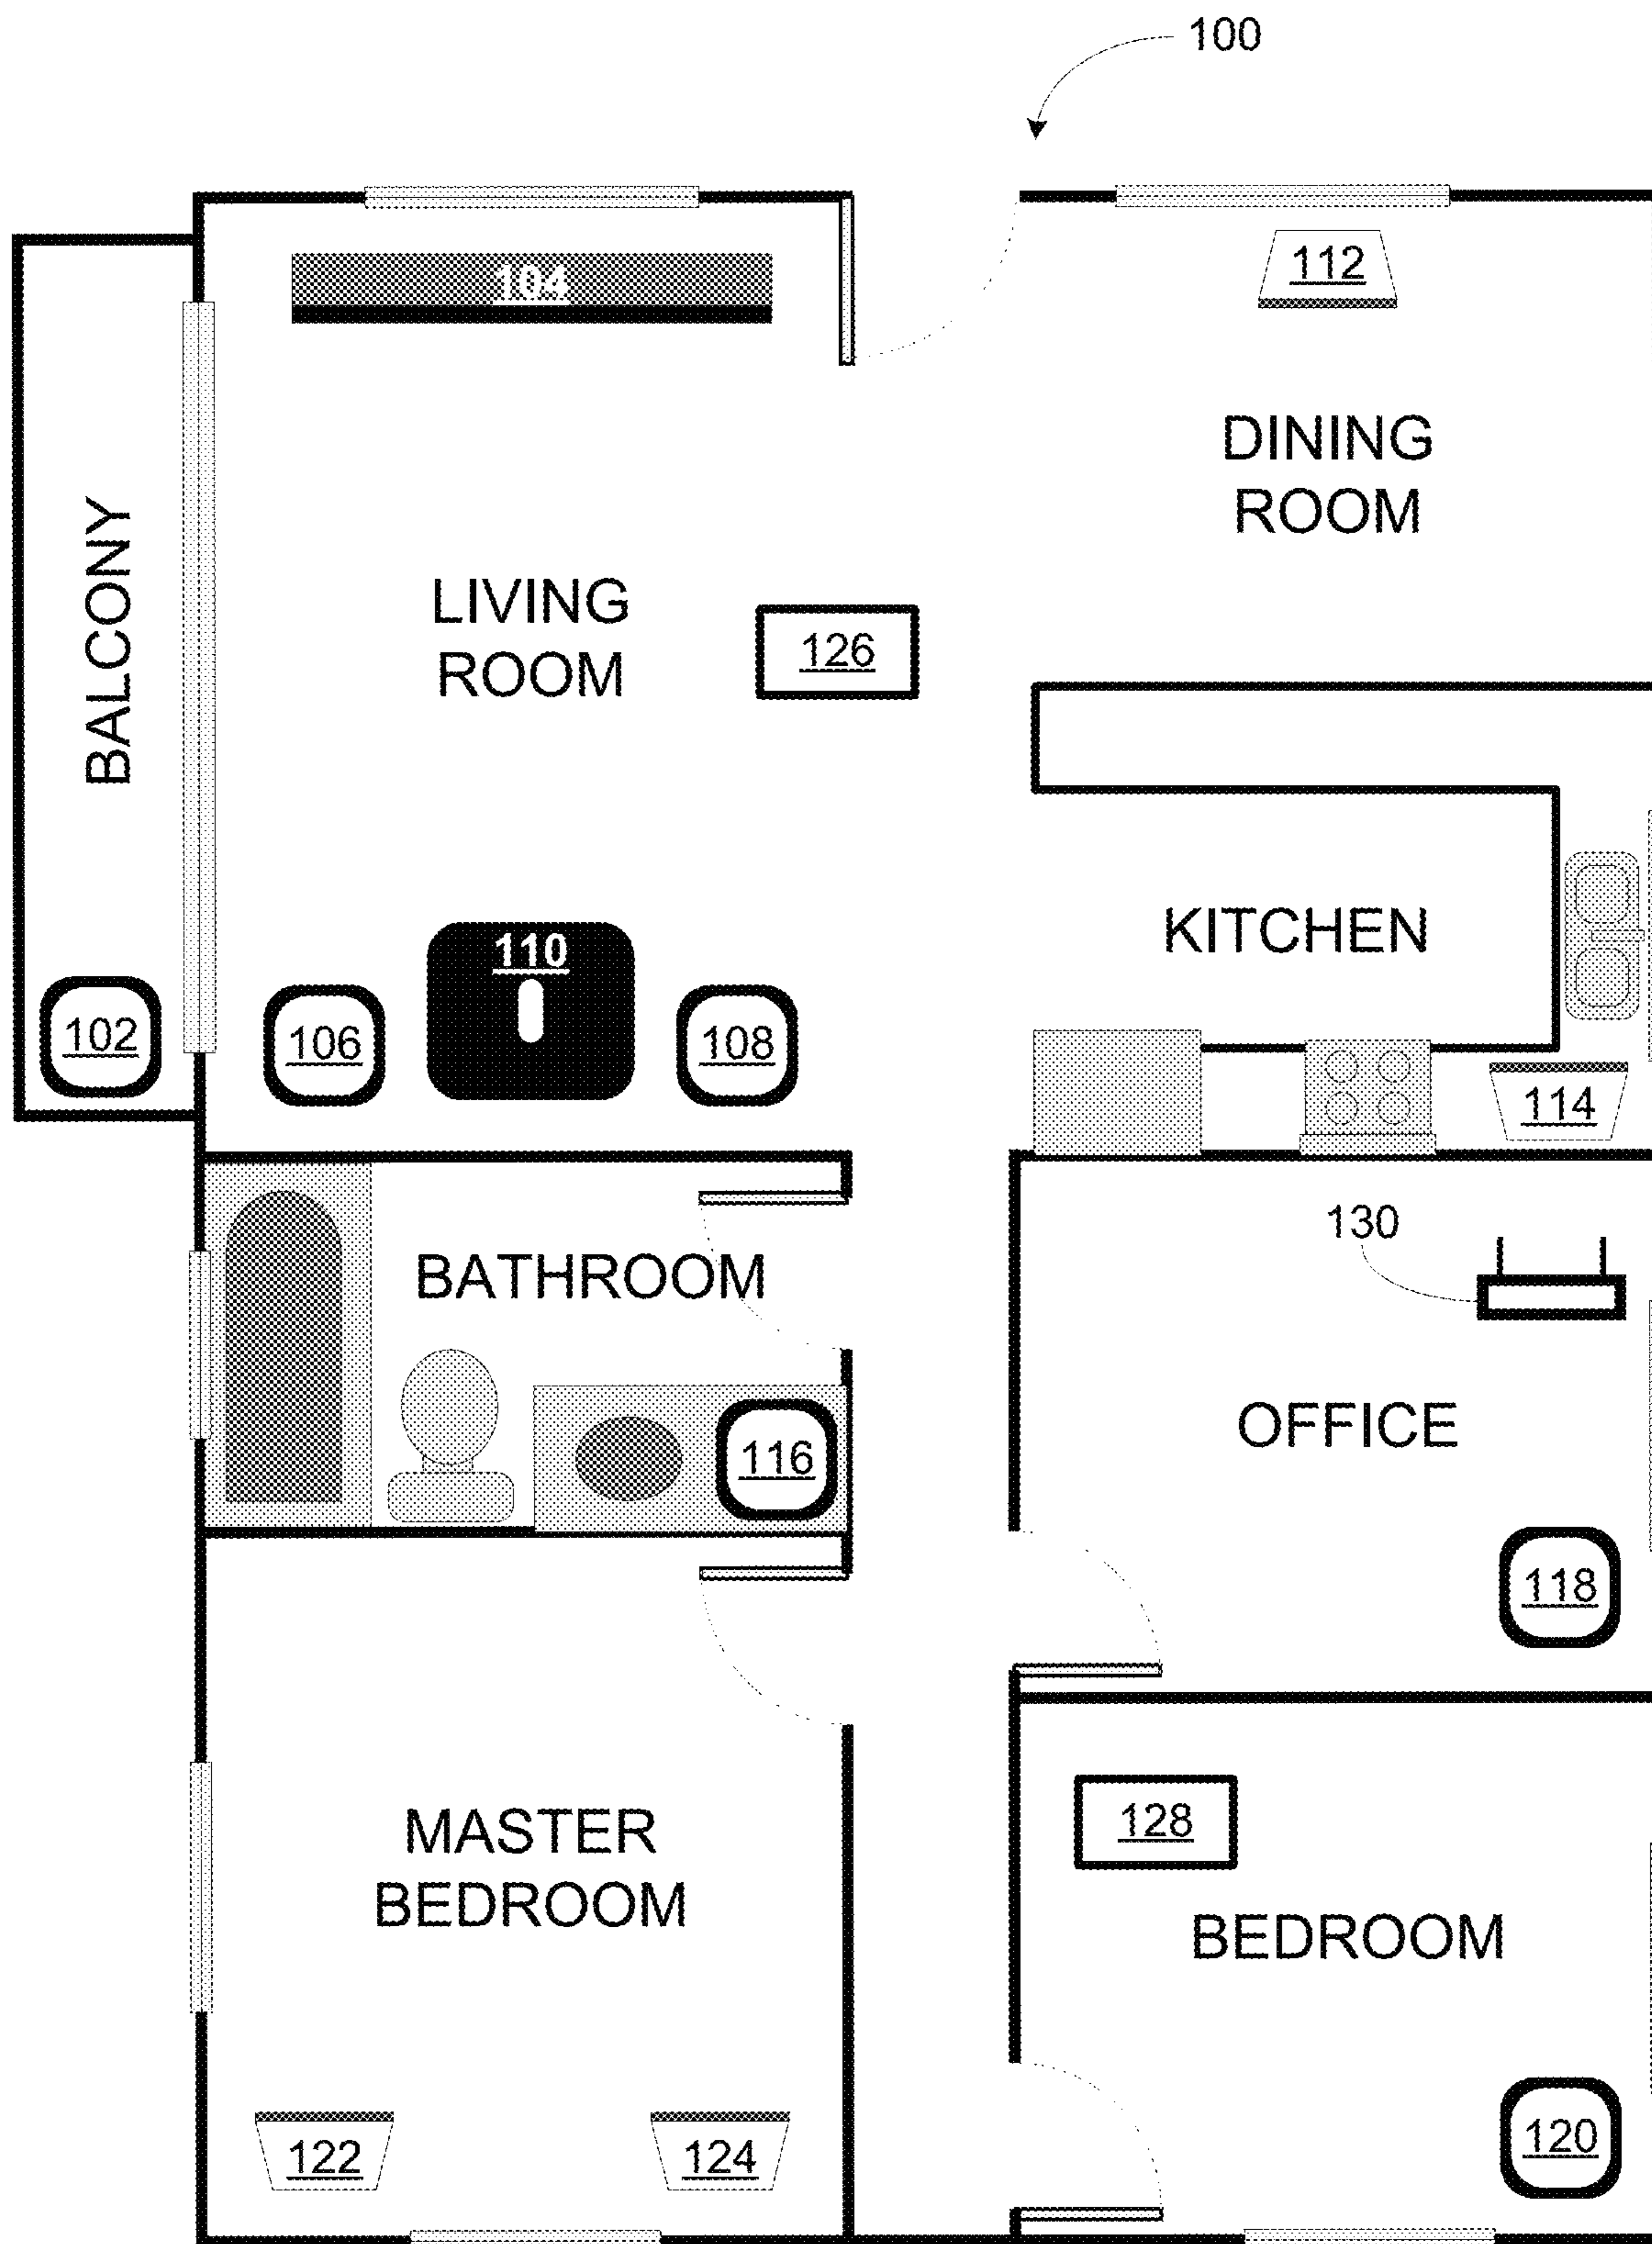 100
104
112
DINING
ROOM
BALCONY
LIVING
ROOM
126
KITCHEN
110
102
106
108
114
130
BATHROOM
OFFICE
116
118
MASTER
BEDROOM
128
BEDROOM
122
124
120